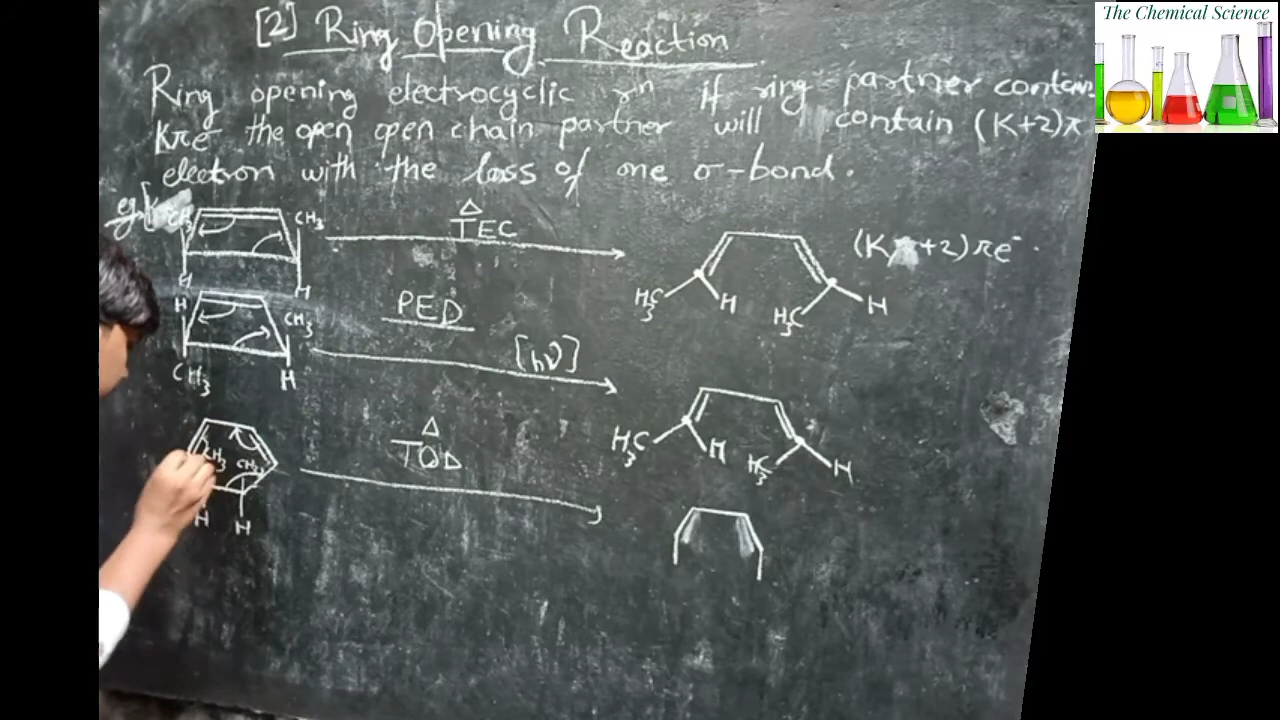 The Chemical Science
[2] Ring Opening Reaction
Ring opening electrocyclic rⁿ if ring partner contain
Kπe⁻ the open open chain partner will contain (K+2)π
electron with the loss of one σ-bond.
eg.
CH₃ CH₃
H H
Δ
TEC
H₃C H H₃C H
(K+2)πe⁻.
H CH₃
CH₃ H
PED
[hν]
H₃C H H₃C H
CH₃ CH₃
H H
Δ
TOD